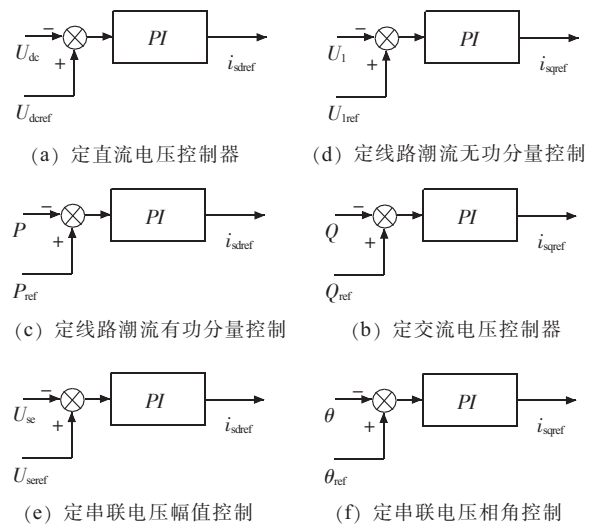 − PI
U_dc + i_sdref
U_dcref
(a) 定直流电压控制器
− PI
U_1 + i_sqref
U_1ref
(d) 定线路潮流无功分量控制
− PI
P + i_sdref
P_ref
(c) 定线路潮流有功分量控制
− PI
Q + i_sqref
Q_ref
(b) 定交流电压控制器
− PI
U_se + i_sdref
U_seref
(e) 定串联电压幅值控制
− PI
θ + i_sqref
θ_ref
(f) 定串联电压相角控制